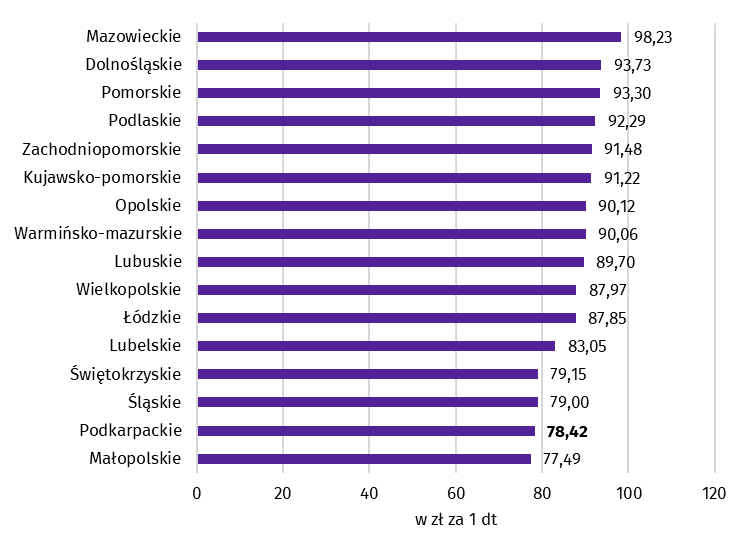 Mazowieckie 98,23
Dolnośląskie 93,73
Pomorskie 93,30
Podlaskie 92,29
Zachodniopomorskie 91,48
Kujawsko-pomorskie 91,22
Opolskie 90,12
Warmińsko-mazurskie 90,06
Lubuskie 89,70
Wielkopolskie 87,97
Łódzkie 87,85
Lubelskie 83,05
Świętokrzyskie 79,15
Śląskie 79,00
Podkarpackie 78,42
Małopolskie 77,49
0 20 40 60 80 100 120
w zł za 1 dt